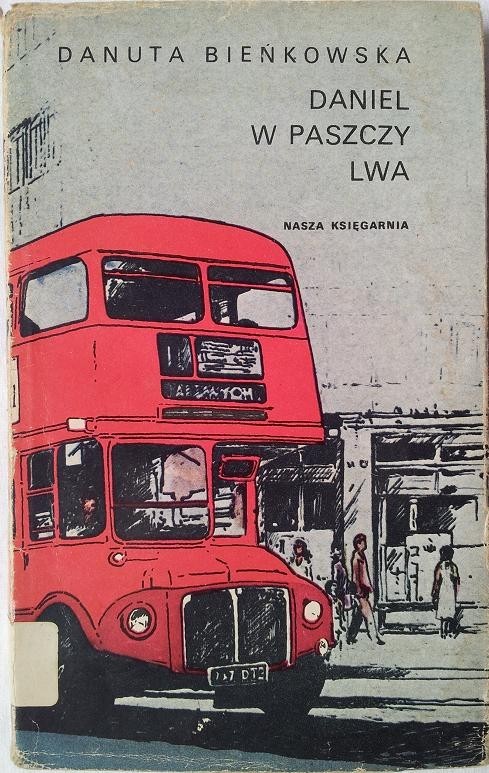 DANUTA BIEŃKOWSKA
DANIEL
W PASZCZY
LWA
NASZA KSIĘGARNIA